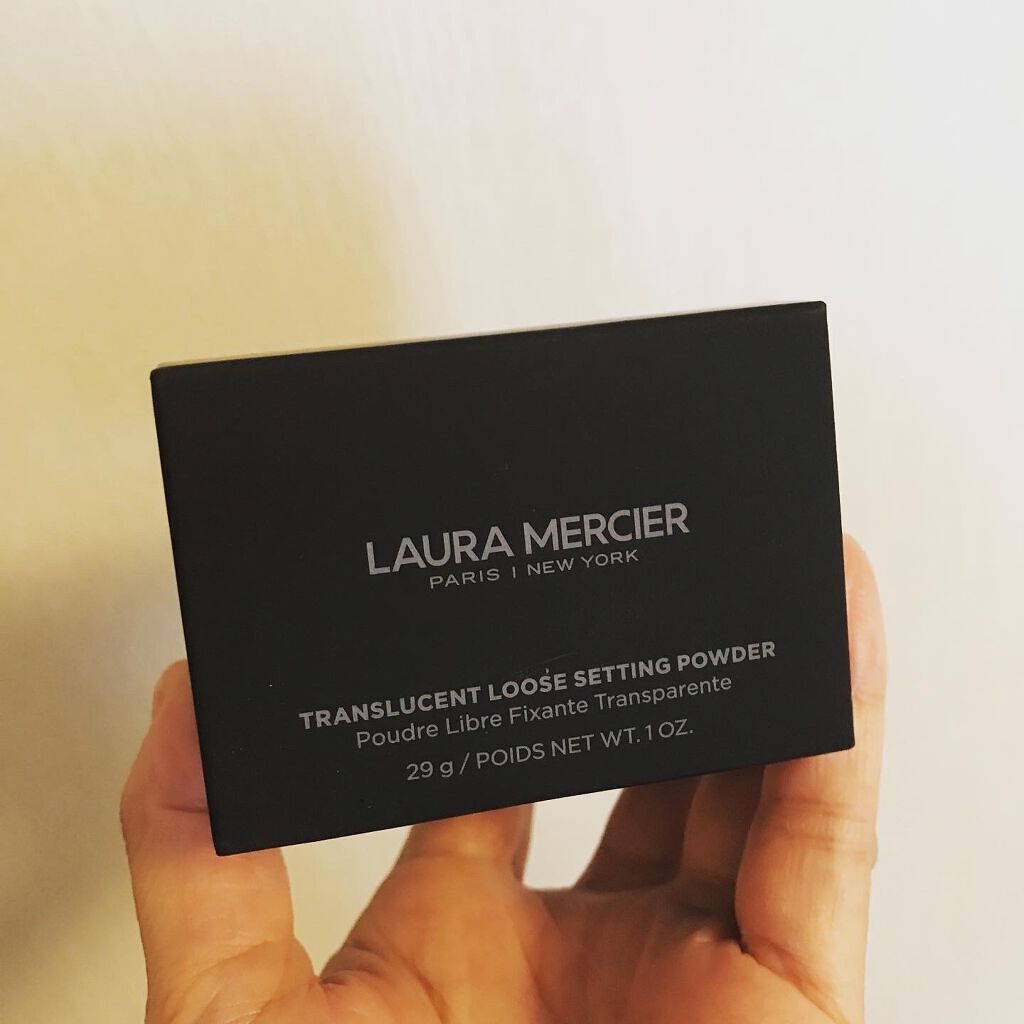 LAURA MERCIER
PARIS | NEW YORK
TRANSLUCENT LOOSE SETTING POWDER
Poudre Libre Fixante Transparente
29 g / POIDS NET WT. 1 OZ.